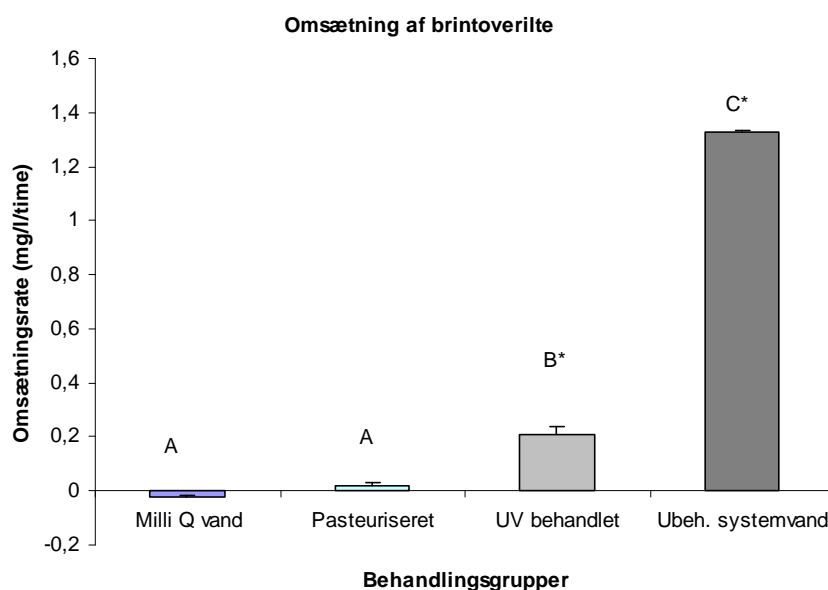 Omsætning af brintoverilte
Omsætningsrate (mg/l/time)
1,6
1,4
1,2
1
0,8
0,6
0,4
0,2
0
-0,2
A
A
B*
C*
Milli Q vand
Pasteuriseret
UV behandlet
Ubeh. systemvand
Behandlingsgrupper